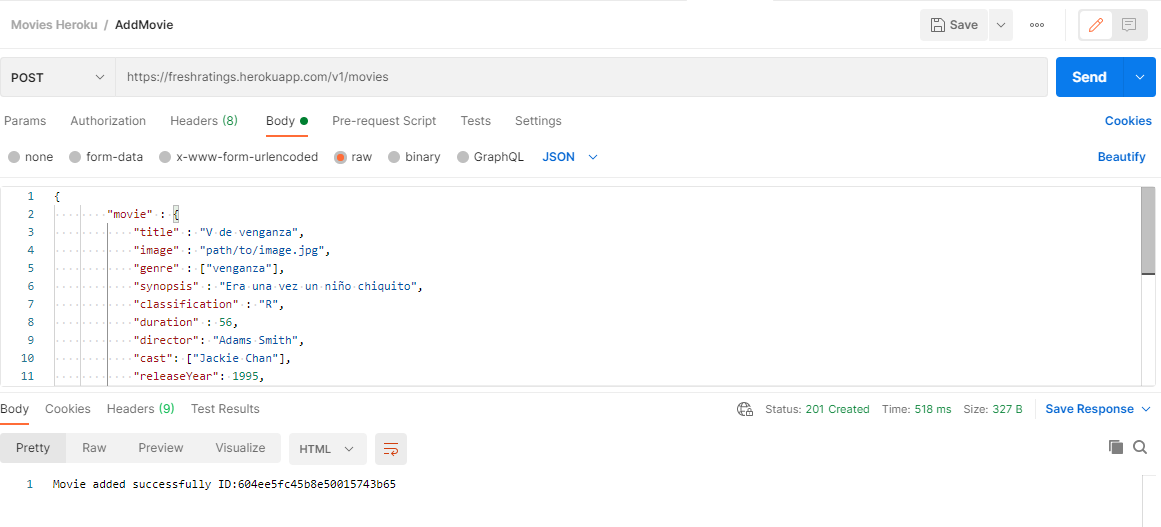 Movies Heroku / AddMovie
Save
POST
https://freshratings.herokuapp.com/v1/movies
Send
Params Authorization Headers (8) Body Pre-request Script Tests Settings Cookies
none form-data x-www-form-urlencoded raw binary GraphQL JSON Beautify
1 {
2 "movie" : {
3 "title" : "V de venganza",
4 "image" : "path/to/image.jpg",
5 "genre" : ["venganza"],
6 "synopsis" : "Era una vez un niño chiquito",
7 "classification" : "R",
8 "duration" : 56,
9 "director": "Adams Smith",
10 "cast": ["Jackie Chan"],
11 "releaseYear": 1995,
Body Cookies Headers (9) Test Results Status: 201 Created Time: 518 ms Size: 327 B Save Response
Pretty Raw Preview Visualize HTML
1 Movie added successfully ID:604ee5fc45b8e50015743b65